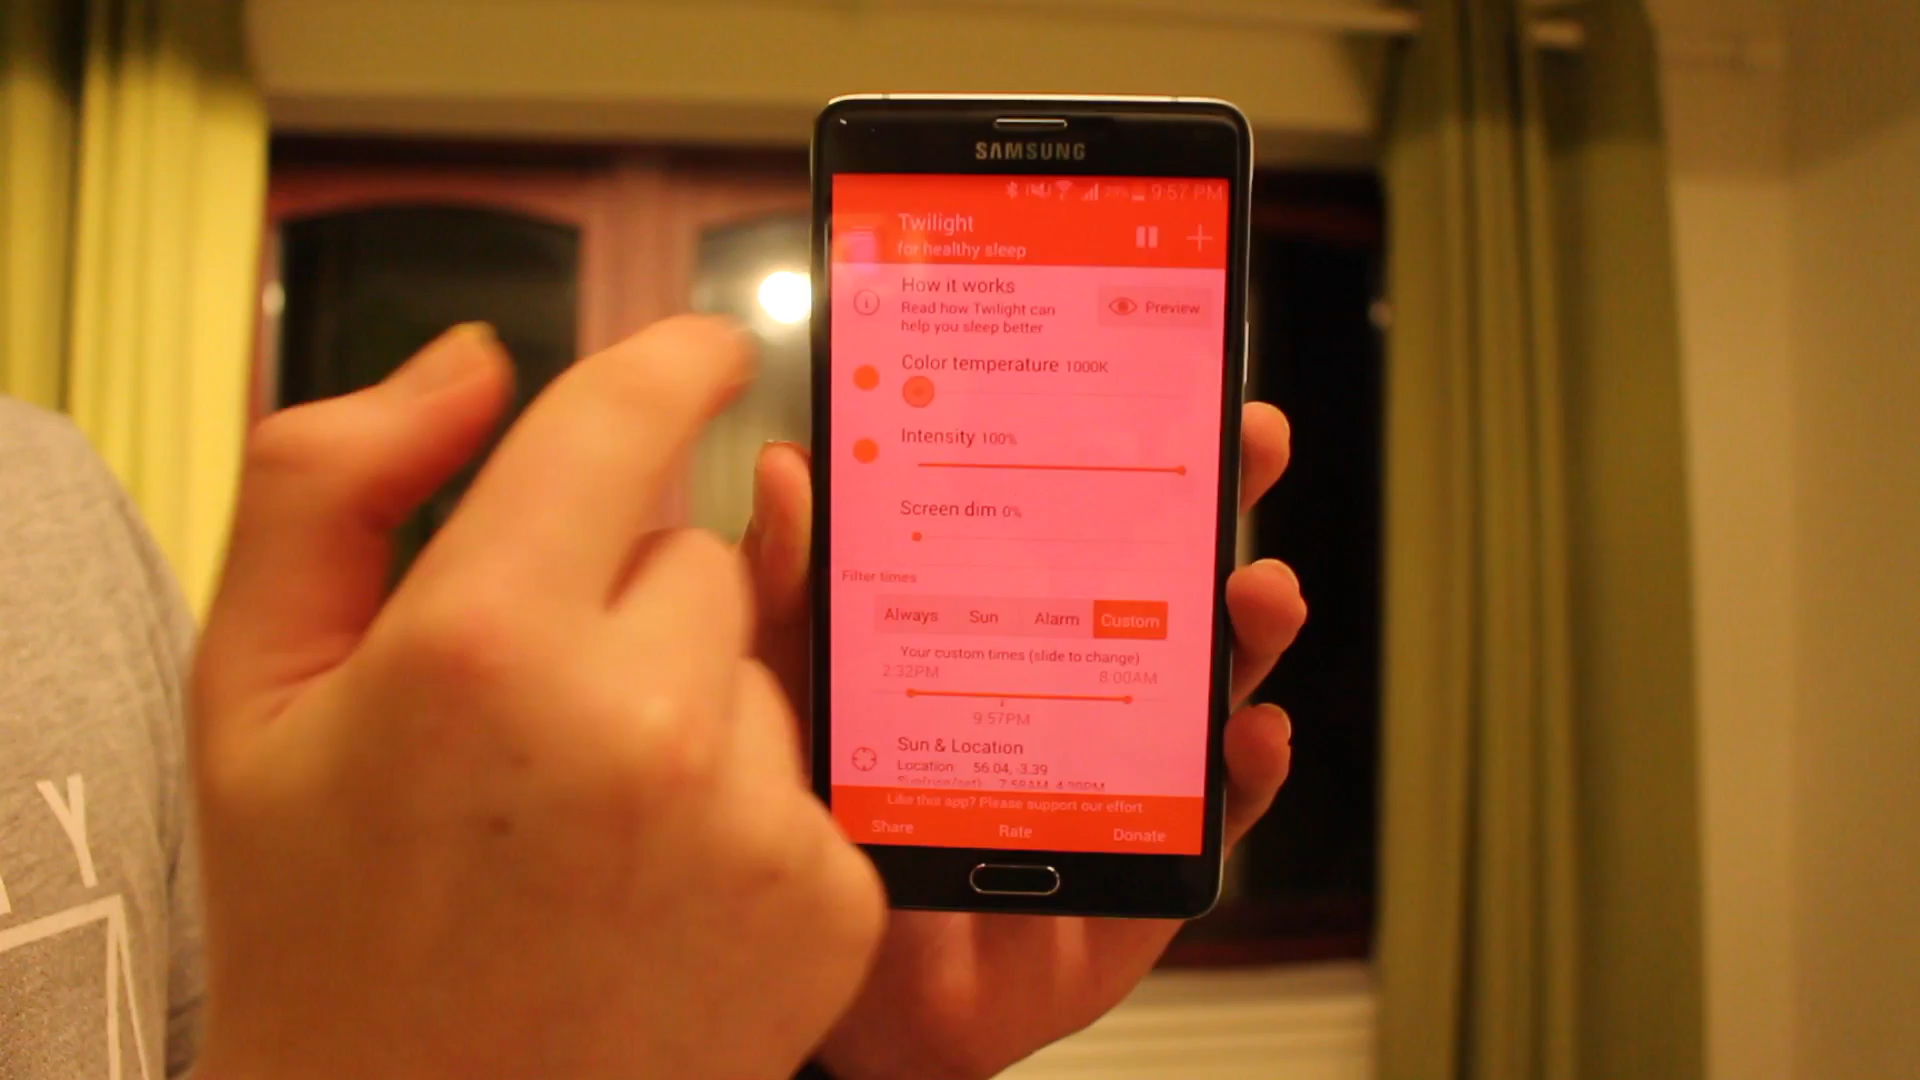 SAMSUNG
9:57 PM
Twilight
for healthy sleep
How it works
Read how Twilight can
help you sleep better
Preview
Color temperature 1000K
Intensity 100%
Screen dim 0%
Filter times
Always Sun Alarm Custom
Your custom times (slide to change)
2:32PM 8:00AM
9:57PM
Sun & Location
Location: 56.04, -3.39
Like this app? Please support our effort
Share Rate Donate
Y